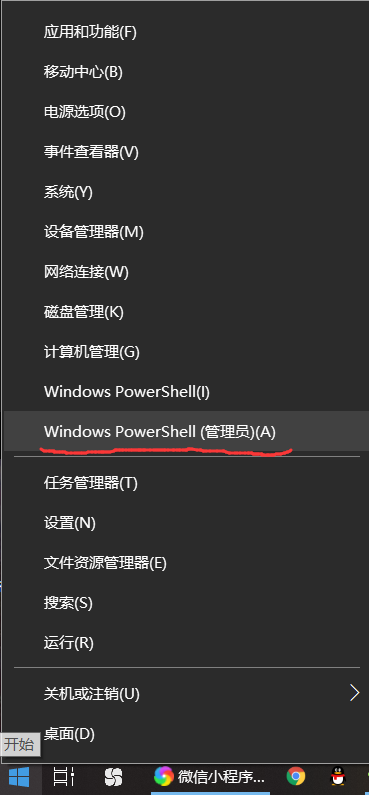 应用和功能(F)
移动中心(B)
电源选项(O)
事件查看器(V)
系统(Y)
设备管理器(M)
网络连接(W)
磁盘管理(K)
计算机管理(G)
Windows PowerShell(I)
Windows PowerShell (管理员)(A)
任务管理器(T)
设置(N)
文件资源管理器(E)
搜索(S)
运行(R)
关机或注销(U)
桌面(D)
开始
微信小程序...